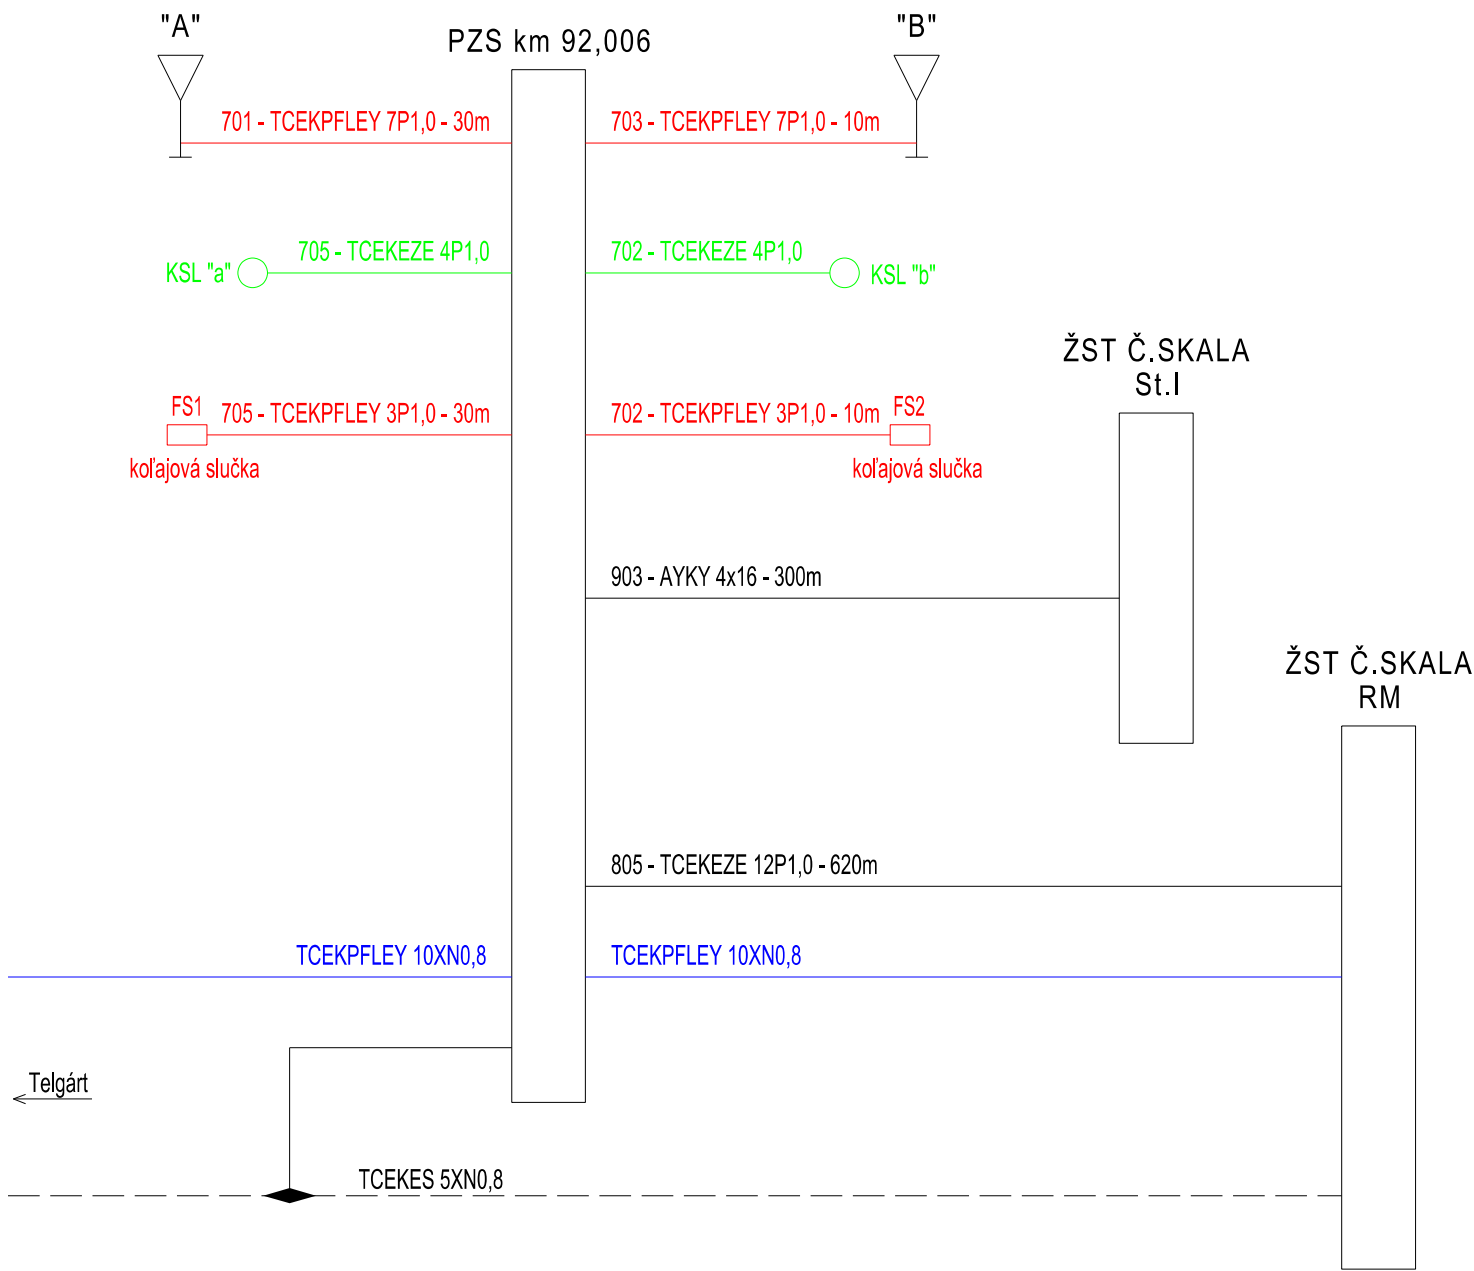 "A"
PZS km 92,006
"B"
701 - TCEKPFLEY 7P1,0 - 30m
703 - TCEKPFLEY 7P1,0 - 10m
705 - TCEKEZE 4P1,0
702 - TCEKEZE 4P1,0
KSL "a"
KSL "b"
ŽST Č.SKALA
St.I
FS1
705 - TCEKPFLEY 3P1,0 - 30m
702 - TCEKPFLEY 3P1,0 - 10m
FS2
koľajová slučka
koľajová slučka
903 - AYKY 4x16 - 300m
ŽST Č.SKALA
RM
805 - TCEKEZE 12P1,0 - 620m
TCEKPFLEY 10XN0,8
TCEKPFLEY 10XN0,8
Telgárt
TCEKES 5XN0,8